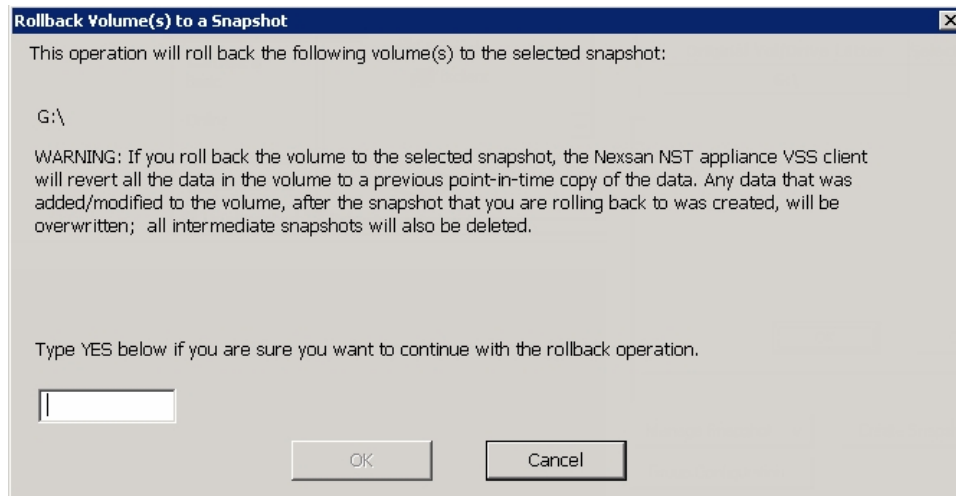 Rollback Volume(s) to a Snapshot
This operation will roll back the following volume(s) to the selected snapshot:
G:\
WARNING: If you roll back the volume to the selected snapshot, the Nexsan NST appliance VSS client
will revert all the data in the volume to a previous point-in-time copy of the data. Any data that was
added/modified to the volume, after the snapshot that you are rolling back to was created, will be
overwritten; all intermediate snapshots will also be deleted.
Type YES below if you are sure you want to continue with the rollback operation.
OK
Cancel